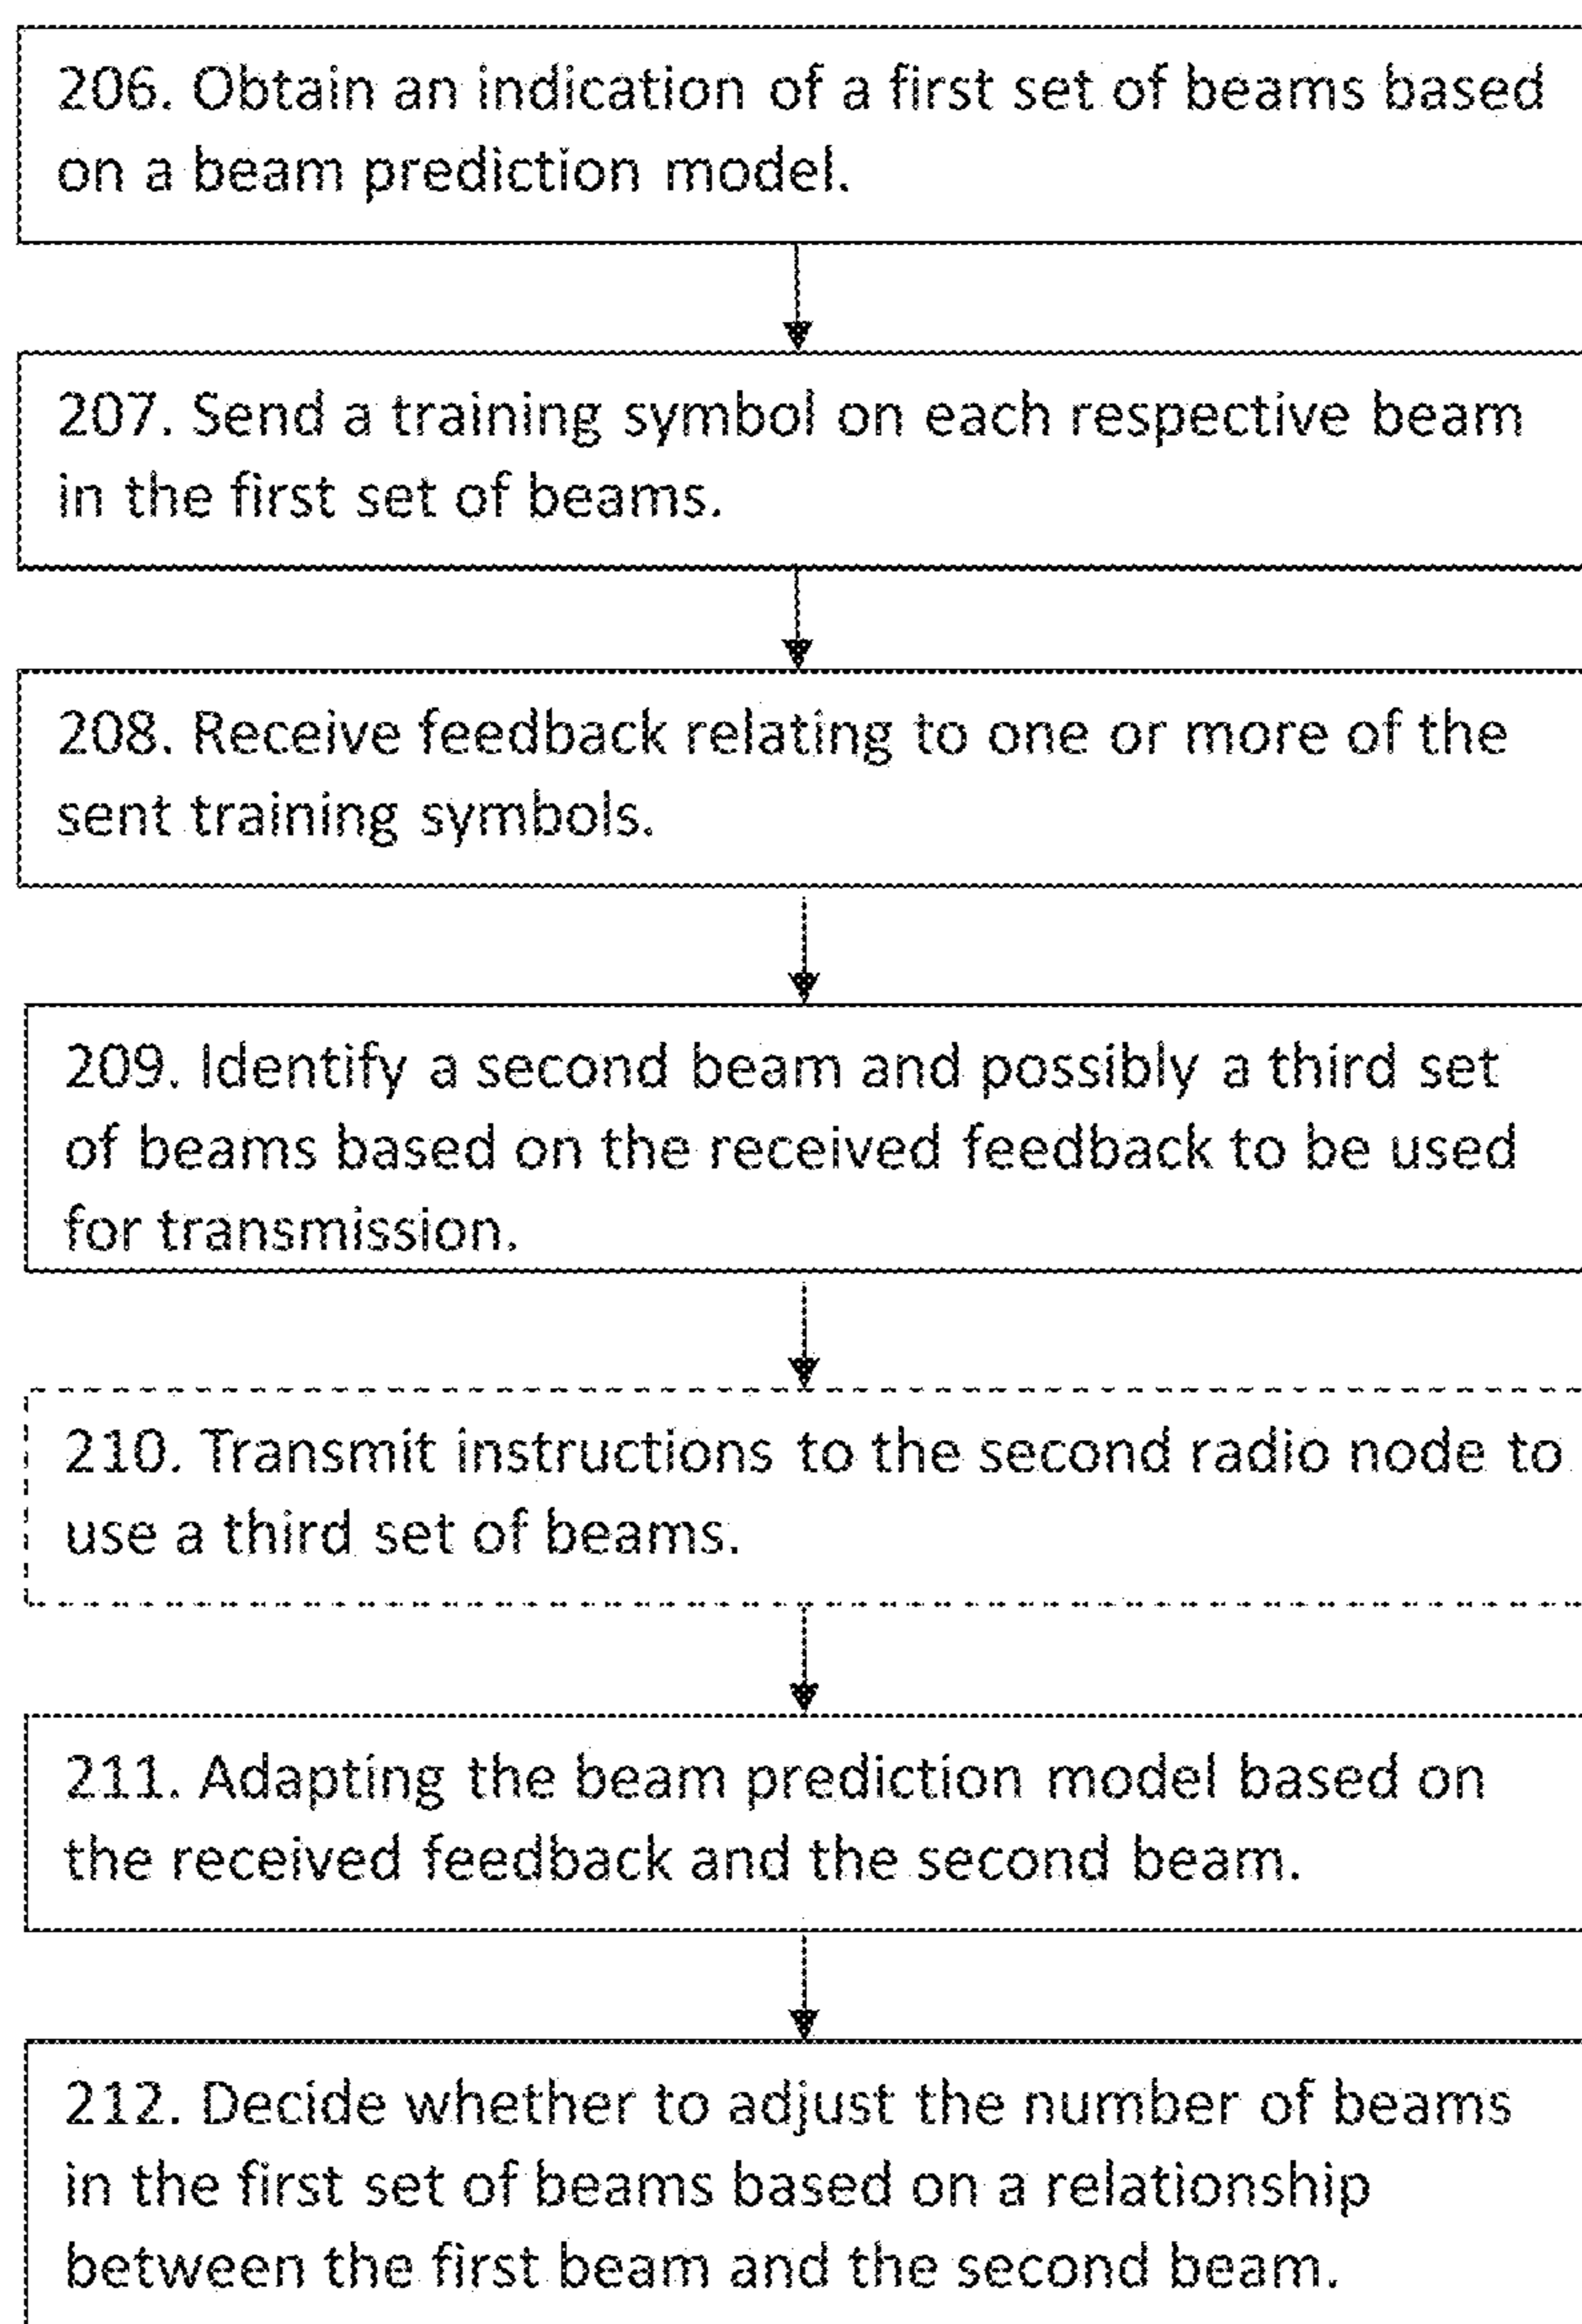 206. Obtain an indication of a first set of beams based
on a beam prediction model.
207. Send a training symbol on each respective beam
in the first set of beams.
208. Receive feedback relating to one or more of the
sent training symbols.
209. Identify a second beam and possibly a third set
of beams based on the received feedback to be used
for transmission.
210. Transmit instructions to the second radio node to
use a third set of beams.
211. Adapting the beam prediction model based on
the received feedback and the second beam.
212. Decide whether to adjust the number of beams
in the first set of beams based on a relationship
between the first beam and the second beam.